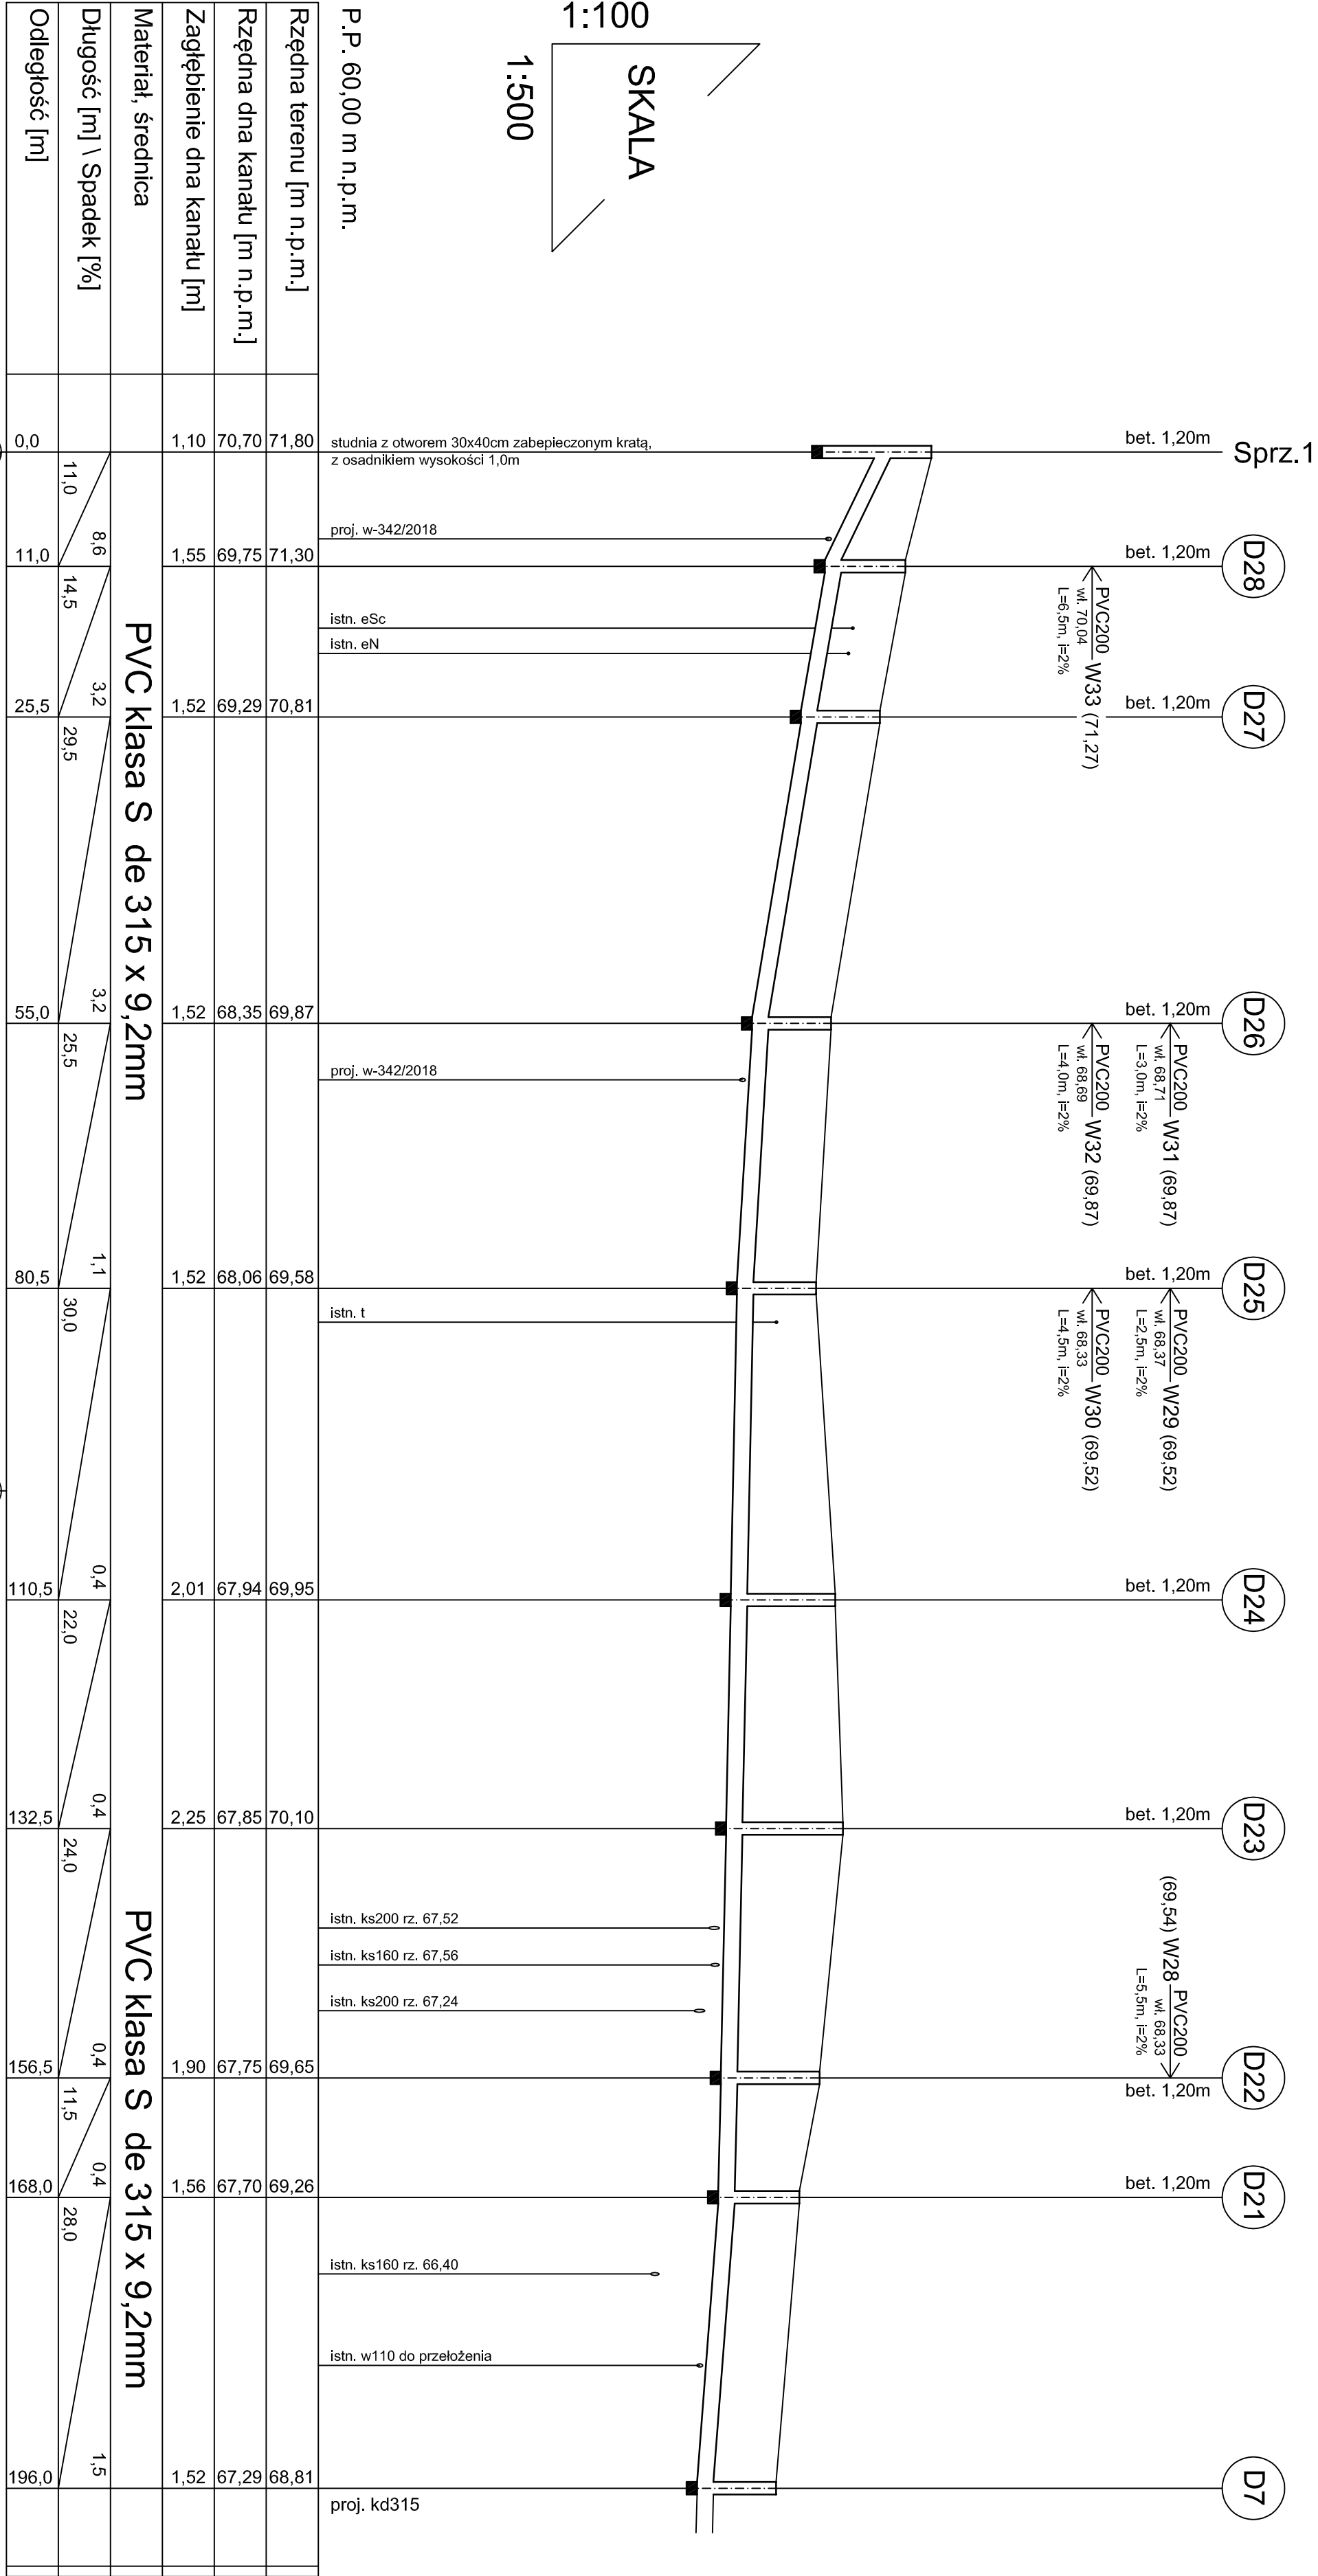 1:100
SKALA
1:500
P.P. 60,00 m n.p.m.
Rzędna terenu [m n.p.m.]
Rzędna dna kanału [m n.p.m.]
Zagłębienie dna kanału [m]
Materiał, średnica
Długość [m] \ Spadek [%]
Odległość [m]
Sprz.1
bet. 1,20m
studnia z otworem 30x40cm zabepieczonym kratą,
z osadnikiem wysokości 1,0m
0,0 1,10 70,70 71,80
11,0 8,6
proj. w-342/2018
D28
bet. 1,20m
11,0 1,55 69,75 71,30
PVC200
wł. 70,04
W33 (71,27)
L=6,5m, i=2%
14,5 3,2
istn. eSc
istn. eN
D27
bet. 1,20m
25,5 1,52 69,29 70,81
29,5 3,2
PVC klasa S de 315 x 9,2mm
D26
bet. 1,20m
55,0 1,52 68,35 69,87
PVC200
wł. 68,71
W31 (69,87)
L=3,0m, i=2%
PVC200
wł. 68,69
W32 (69,87)
L=4,0m, i=2%
25,5 1,1
proj. w-342/2018
D25
bet. 1,20m
80,5 1,52 68,06 69,58
PVC200
wł. 68,37
W29 (69,52)
L=2,5m, i=2%
PVC200
wł. 68,33
W30 (69,52)
L=4,5m, i=2%
30,0 0,4
istn. t
D24
bet. 1,20m
110,5 2,01 67,94 69,95
22,0 0,4
D23
bet. 1,20m
132,5 2,25 67,85 70,10
24,0 0,4
istn. ks200 rz. 67,52
istn. ks160 rz. 67,56
istn. ks200 rz. 67,24
(69,54) W28
PVC200
wł. 68,33
L=5,5m, i=2%
D22
bet. 1,20m
156,5 1,90 67,75 69,65
11,5 0,4
PVC klasa S de 315 x 9,2mm
D21
bet. 1,20m
168,0 1,56 67,70 69,26
28,0 1,5
istn. ks160 rz. 66,40
istn. w110 do przełożenia
D7
196,0 1,52 67,29 68,81
proj. kd315